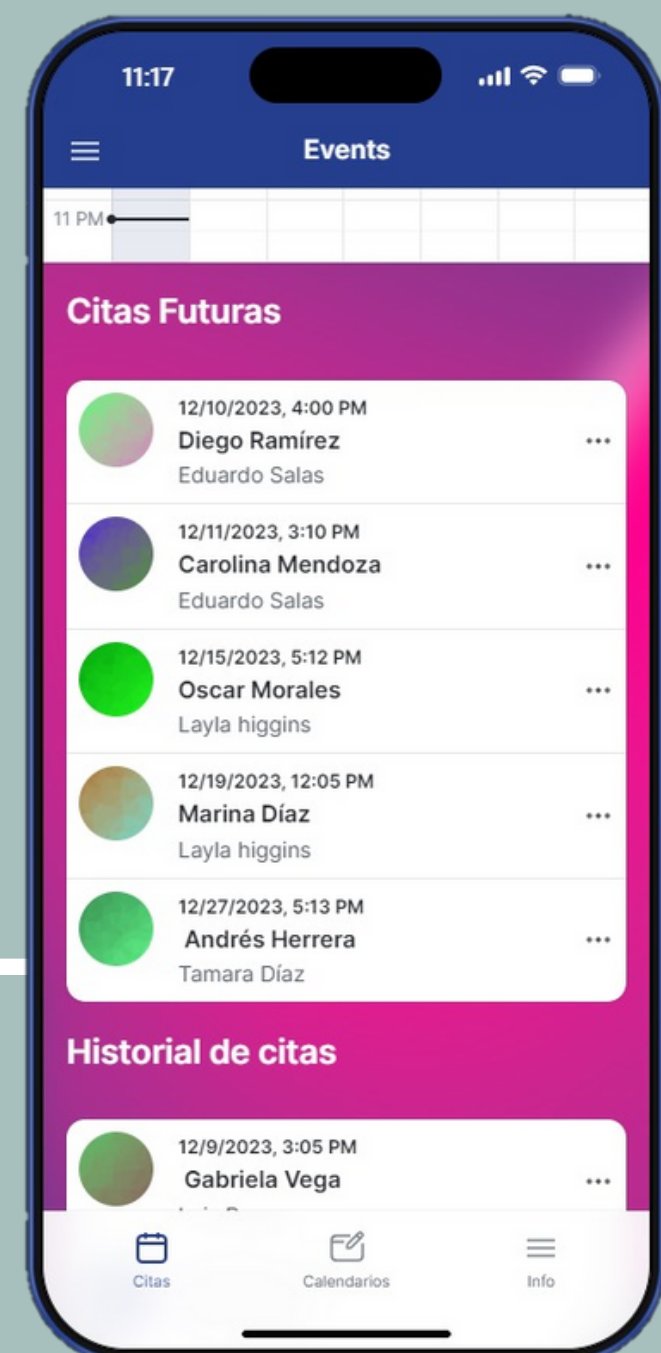 11:17
Events
11 PM
Citas Futuras
12/10/2023, 4:00 PM
Diego Ramírez
Eduardo Salas
12/11/2023, 3:10 PM
Carolina Mendoza
Eduardo Salas
12/15/2023, 5:12 PM
Oscar Morales
Layla higgins
12/19/2023, 12:05 PM
Marina Díaz
Layla higgins
12/27/2023, 5:13 PM
Andrés Herrera
Tamara Díaz
Historial de citas
12/9/2023, 3:05 PM
Gabriela Vega
Citas Calendarios Info